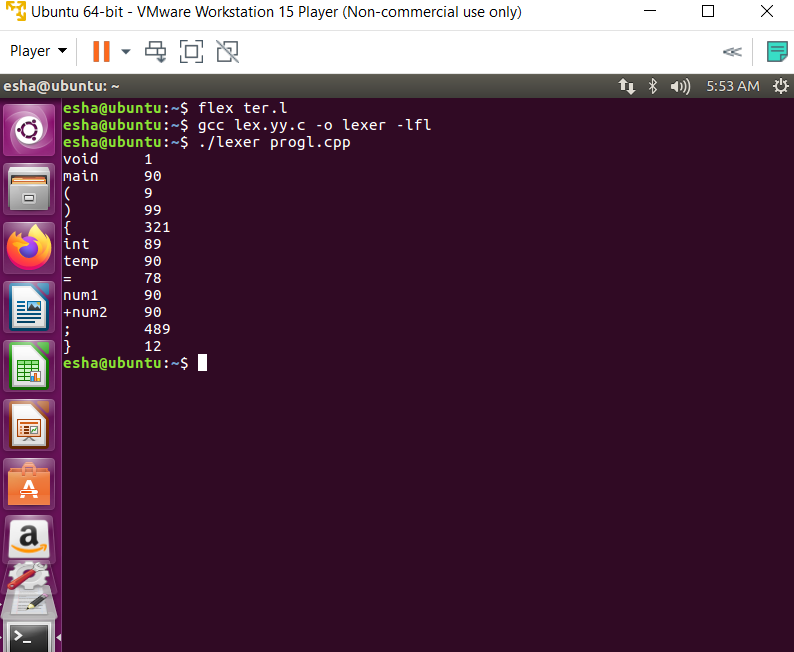 Ubuntu 64-bit - VMware Workstation 15 Player (Non-commercial use only)
Player
esha@ubuntu: ~ 5:53 AM
esha@ubuntu:~$ flex ter.l
esha@ubuntu:~$ gcc lex.yy.c -o lexer -lfl
esha@ubuntu:~$ ./lexer progl.cpp
void 1
main 90
( 9
) 99
{ 321
int 89
temp 90
= 78
num1 90
+num2 90
; 489
} 12
esha@ubuntu:~$